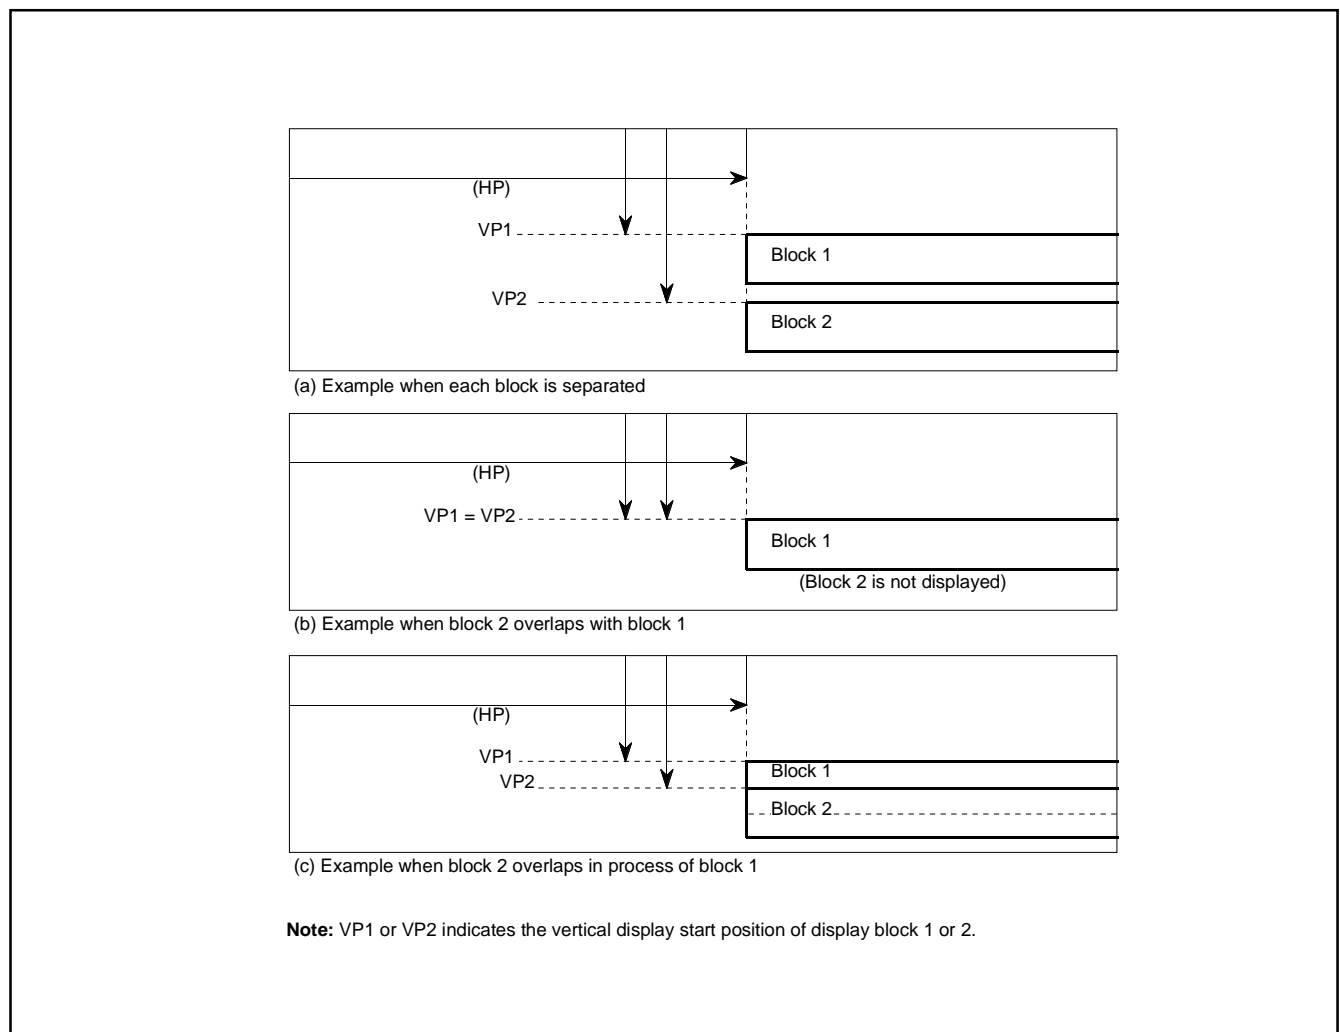 (HP)
VP1
Block 1
VP2
Block 2
(a) Example when each block is separated
(HP)
VP1 = VP2
Block 1
(Block 2 is not displayed)
(b) Example when block 2 overlaps with block 1
(HP)
VP1
Block 1
VP2
Block 2
(c) Example when block 2 overlaps in process of block 1
Note: VP1 or VP2 indicates the vertical display start position of display block 1 or 2.